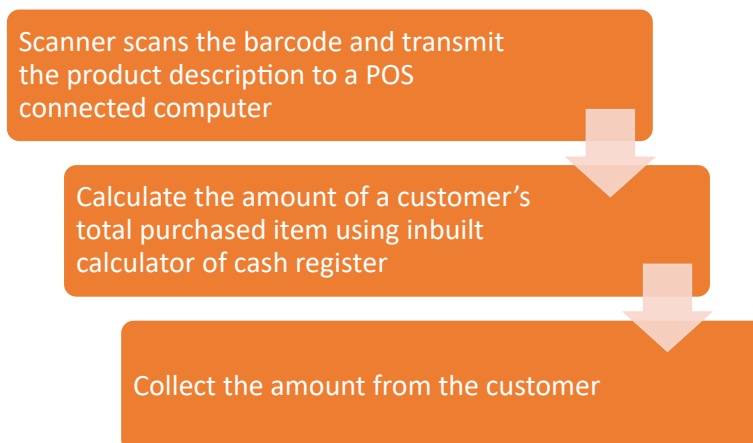 Scanner scans the barcode and transmit
the product description to a POS
connected computer
Calculate the amount of a customer’s
total purchased item using inbuilt
calculator of cash register
Collect the amount from the customer